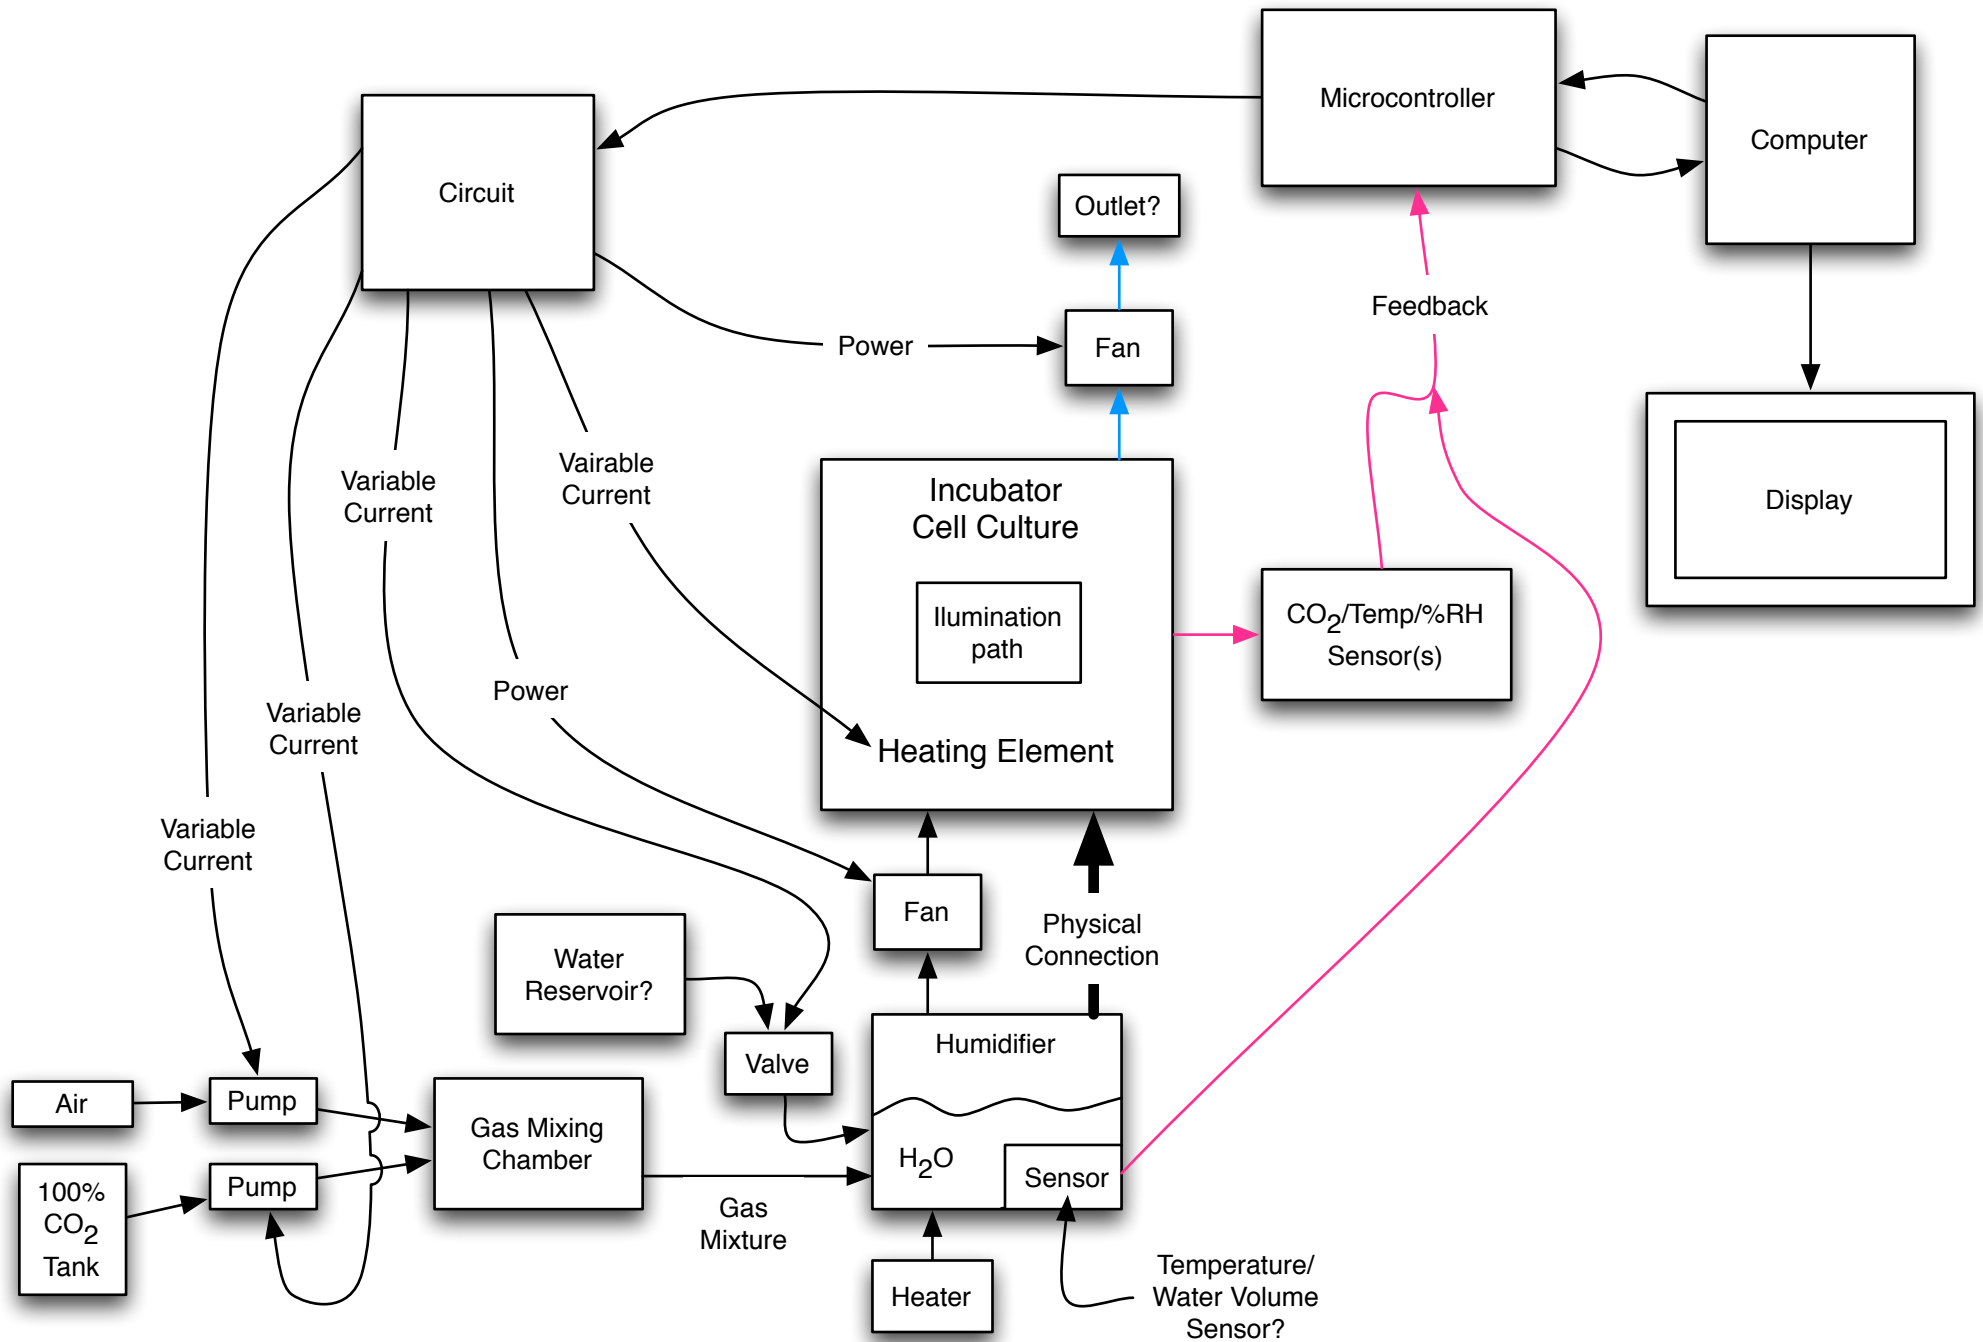 Microcontroller
Computer
Circuit
Outlet?
Feedback
Power
Fan
Variable
Current
Vairable
Current
Incubator
Cell Culture
Display
Ilumination
path
CO2/Temp/%RH
Sensor(s)
Power
Variable
Current
Heating Element
Variable
Current
Fan
Physical
Connection
Water
Reservoir?
Humidifier
Valve
Air
Pump
Gas Mixing
Chamber
H2O
Sensor
100%
CO2
Tank
Pump
Gas
Mixture
Heater
Temperature/
Water Volume
Sensor?